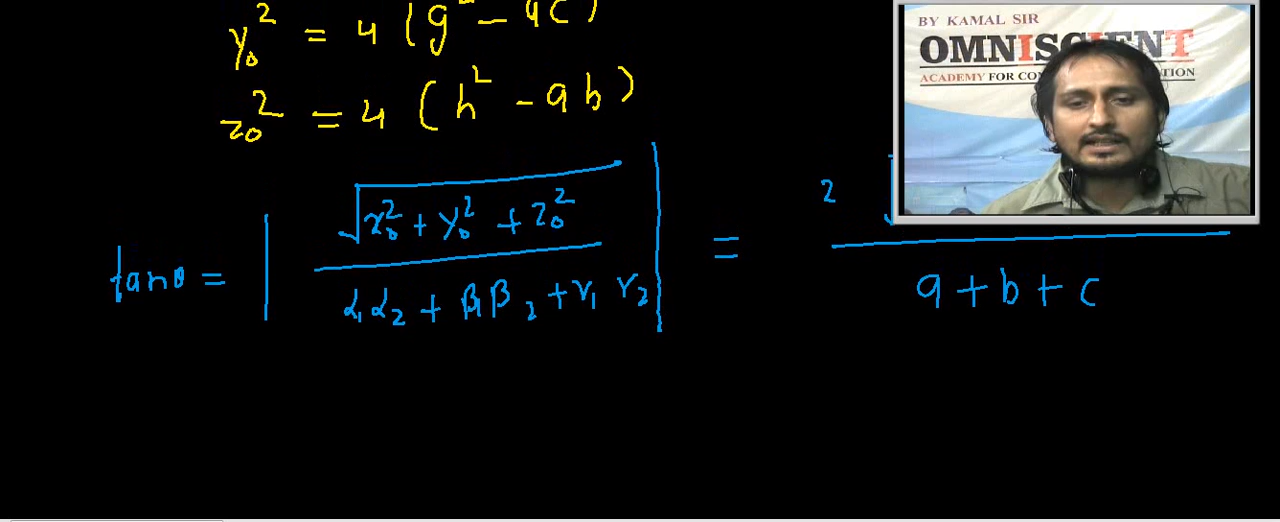 y₀² = 4 (g² - ac)
z₀² = 4 (h² - ab)
tanθ = | √(x₀² + y₀² + z₀²) / (α₁α₂ + β₁β₂ + γ₁γ₂) | = 2 √ / (a + b + c)
BY KAMAL SIR
OMNISCIENT
ACADEMY FOR